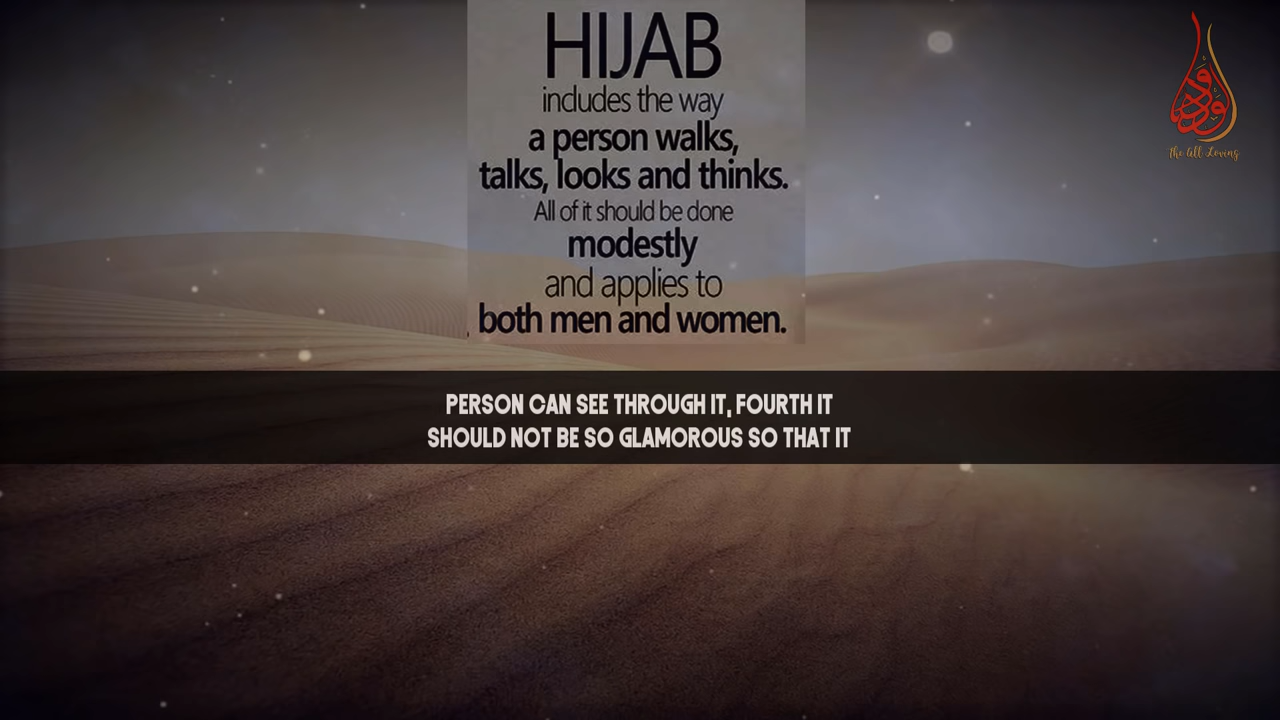 HIJAB
includes the way
a person walks,
talks, looks and thinks.
All of it should be done
modestly
and applies to
both men and women.
الودود
The All Loving
PERSON CAN SEE THROUGH IT, FOURTH IT
SHOULD NOT BE SO GLAMOROUS SO THAT IT